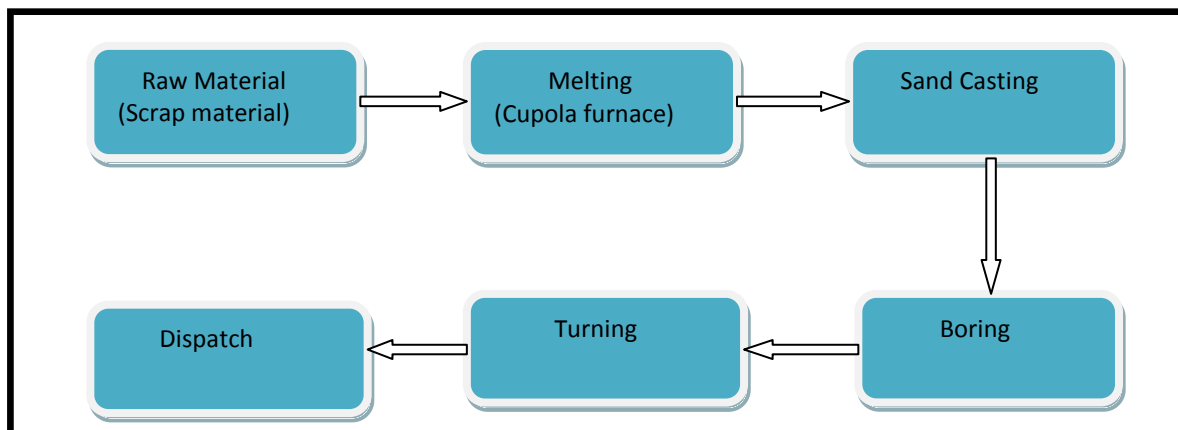 Raw Material
(Scrap material)
Melting
(Cupola furnace)
Sand Casting
Boring
Turning
Dispatch